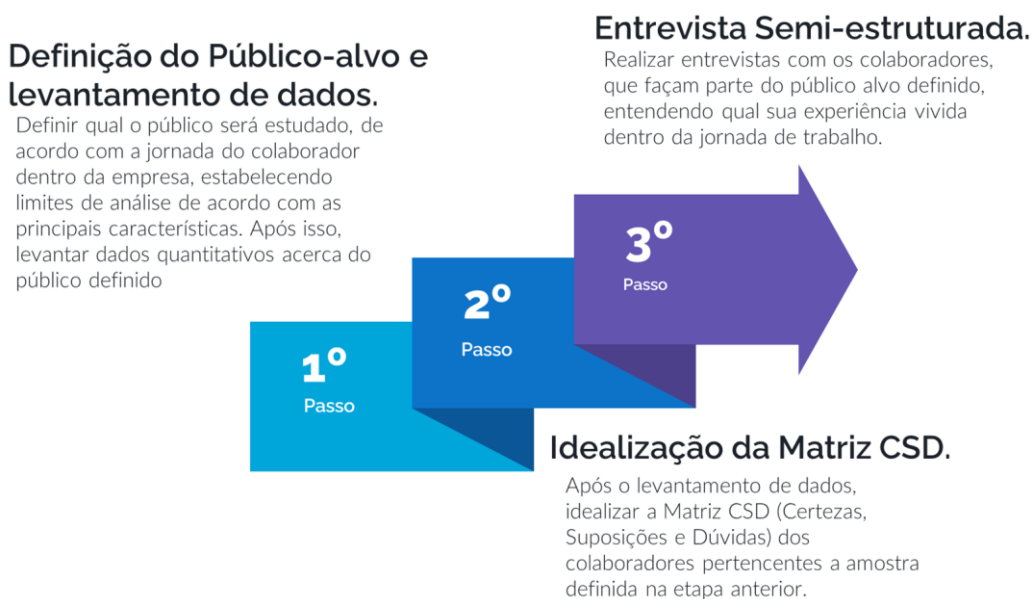 Definição do Público-alvo e
levantamento de dados.
Definir qual o público será estudado, de
acordo com a jornada do colaborador
dentro da empresa, estabelecendo
limites de análise de acordo com as
principais características. Após isso,
levantar dados quantitativos acerca do
público definido
1º
Passo
2º
Passo
Idealização da Matriz CSD.
Após o levantamento de dados,
idealizar a Matriz CSD (Certezas,
Suposições e Dúvidas) dos
colaboradores pertencentes a amostra
definida na etapa anterior.
3º
Passo
Entrevista Semi-estruturada.
Realizar entrevistas com os colaboradores,
que façam parte do público alvo definido,
entendendo qual sua experiência vivida
dentro da jornada de trabalho.